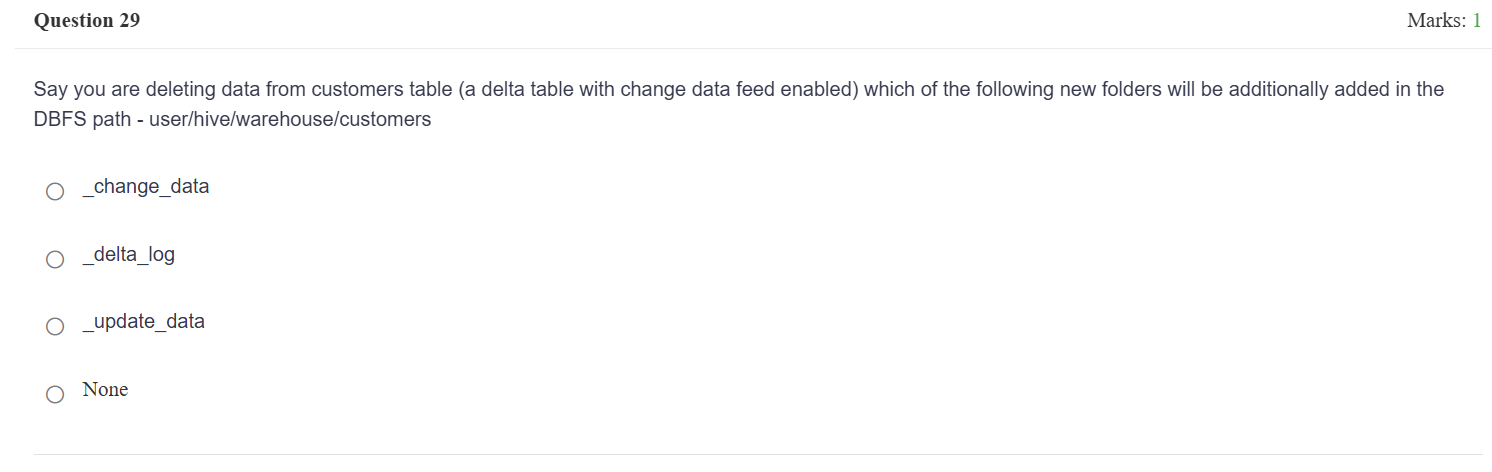 Question 29
Marks: 1
Say you are deleting data from customers table (a delta table with change data feed enabled) which of the following new folders will be additionally added in the
DBFS path - user/hive/warehouse/customers
_change_data
_delta_log
_update_data
None